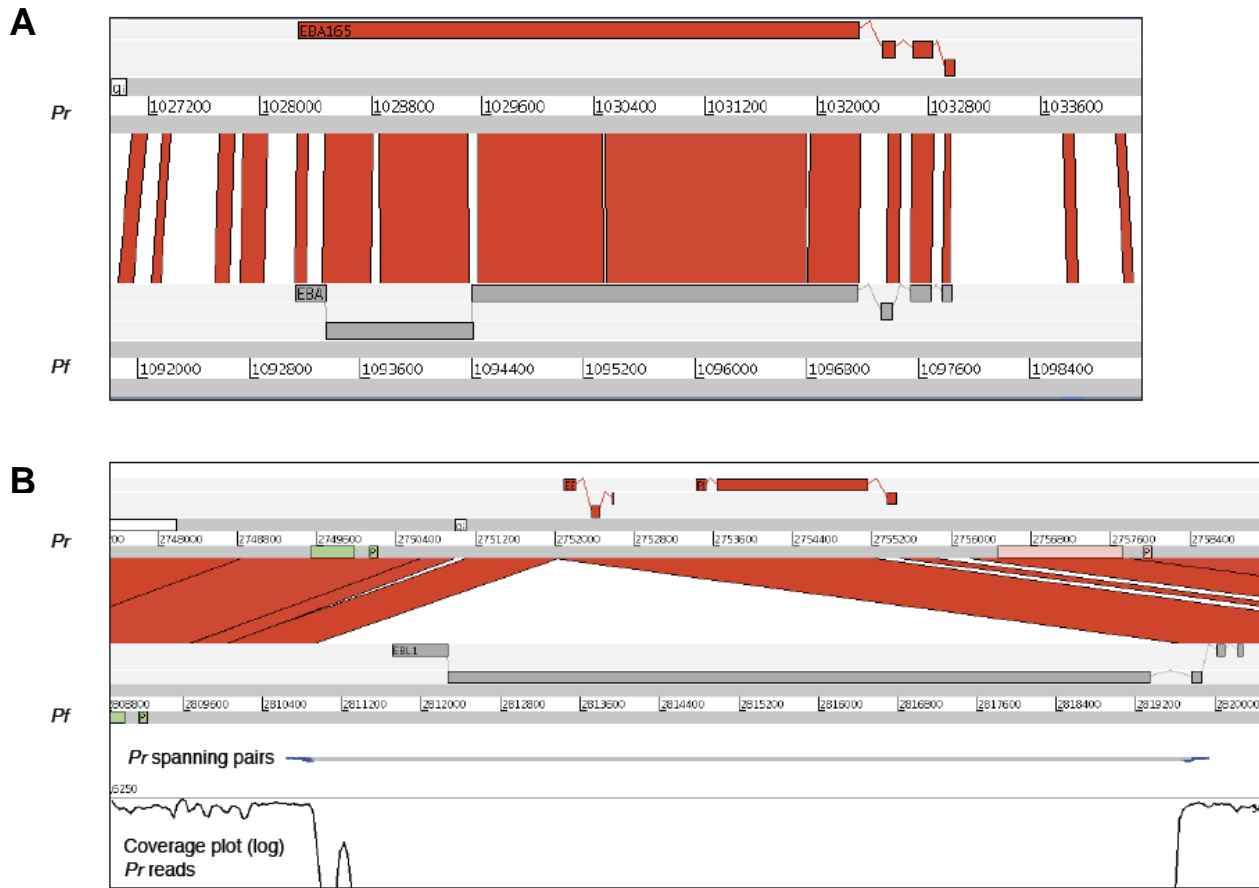 A
EBA165
qi
1027200 1028000 1028800 1029600 1030400 1031200 1032000 1032800 1033600
Pr
EBA
1092000 1092800 1093600 1094400 1095200 1096000 1096800 1097600 1098400
Pf
B
2748000 2748800 2749600 2750400 2751200 2752000 2752800 2753600 2754400 2755200 2756000 2756800 2757600 2758400
Pr
P P
EBL1
2808800 2809600 2810400 2811200 2812000 2812800 2813600 2814400 2815200 2816000 2816800 2817600 2818400 2819200 2820000
Pf
P
Pr spanning pairs
Coverage plot (log)
Pr reads